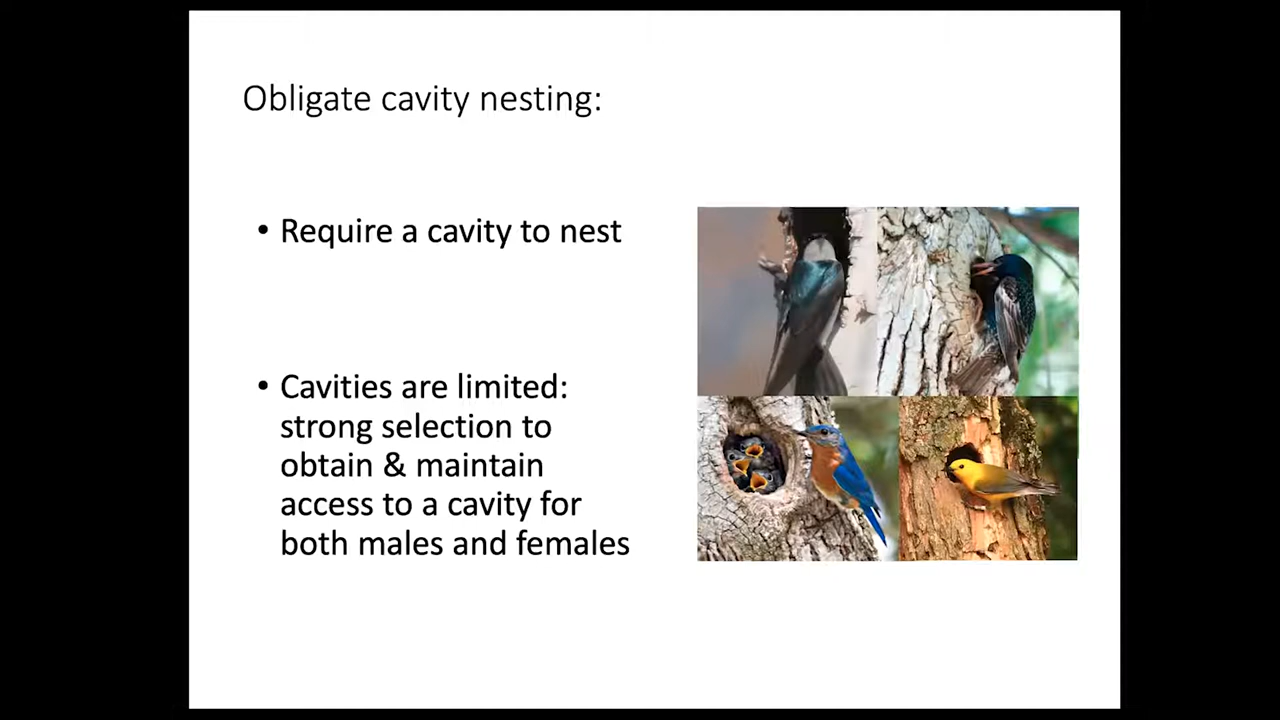 Obligate cavity nesting:
• Require a cavity to nest
• Cavities are limited:
strong selection to
obtain & maintain
access to a cavity for
both males and females